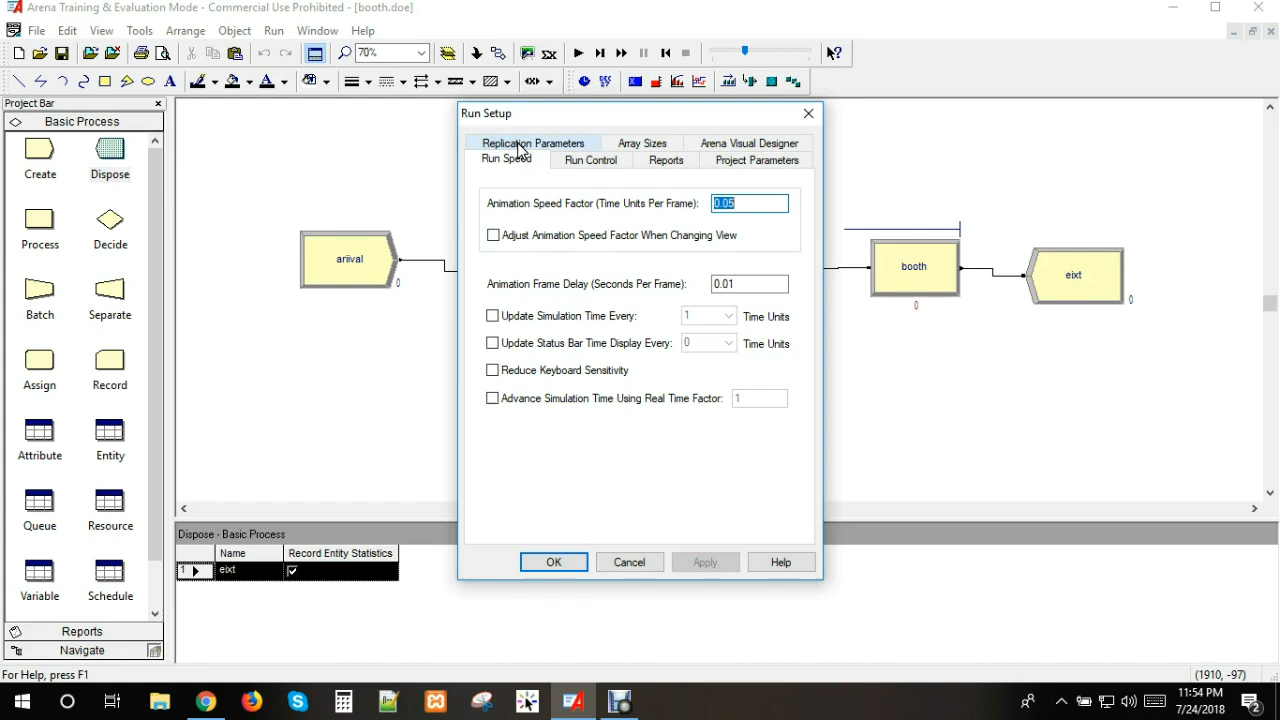 Arena Training & Evaluation Mode - Commercial Use Prohibited - [booth.doe]
File Edit View Tools Arrange Object Run Window Help
70%
Project Bar
Basic Process
Create Dispose
Process Decide
Batch Separate
Assign Record
Attribute Entity
Queue Resource
Variable Schedule
Reports
Navigate
ariival
0
booth
0
eixt
0
Run Setup
Replication Parameters Array Sizes Arena Visual Designer
Run Speed Run Control Reports Project Parameters
Animation Speed Factor (Time Units Per Frame): 0.05
Adjust Animation Speed Factor When Changing View
Animation Frame Delay (Seconds Per Frame): 0.01
Update Simulation Time Every: 1 Time Units
Update Status Bar Time Display Every: 0 Time Units
Reduce Keyboard Sensitivity
Advance Simulation Time Using Real Time Factor: 1
OK Cancel Apply Help
Dispose - Basic Process
Name Record Entity Statistics
1 eixt
For Help, press F1
(1910, -97)
11:54 PM
7/24/2018
2